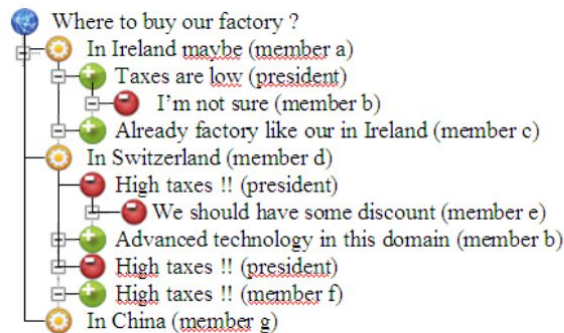 Where to buy our factory ?
In Ireland maybe (member a)
Taxes are low (president)
I'm not sure (member b)
Already factory like our in Ireland (member c)
In Switzerland (member d)
High taxes !! (president)
We should have some discount (member e)
Advanced technology in this domain (member b)
High taxes !! (president)
High taxes !! (member f)
In China (member g)